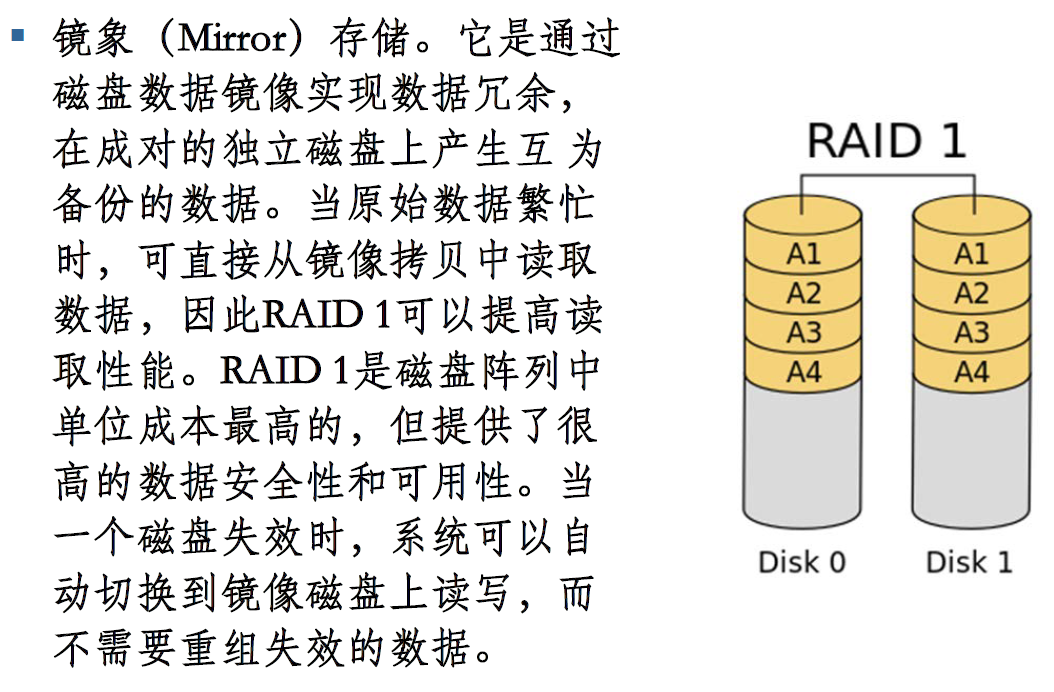 镜象（Mirror）存储。它是通过
磁盘数据镜像实现数据冗余，
在成对的独立磁盘上产生互 为
备份的数据。当原始数据繁忙
时，可直接从镜像拷贝中读取
数据，因此RAID 1可以提高读
取性能。RAID 1是磁盘阵列中
单位成本最高的，但提供了很
高的数据安全性和可用性。当
一个磁盘失效时，系统可以自
动切换到镜像磁盘上读写，而
不需要重组失效的数据。
RAID 1
A1 A1
A2 A2
A3 A3
A4 A4
Disk 0 Disk 1